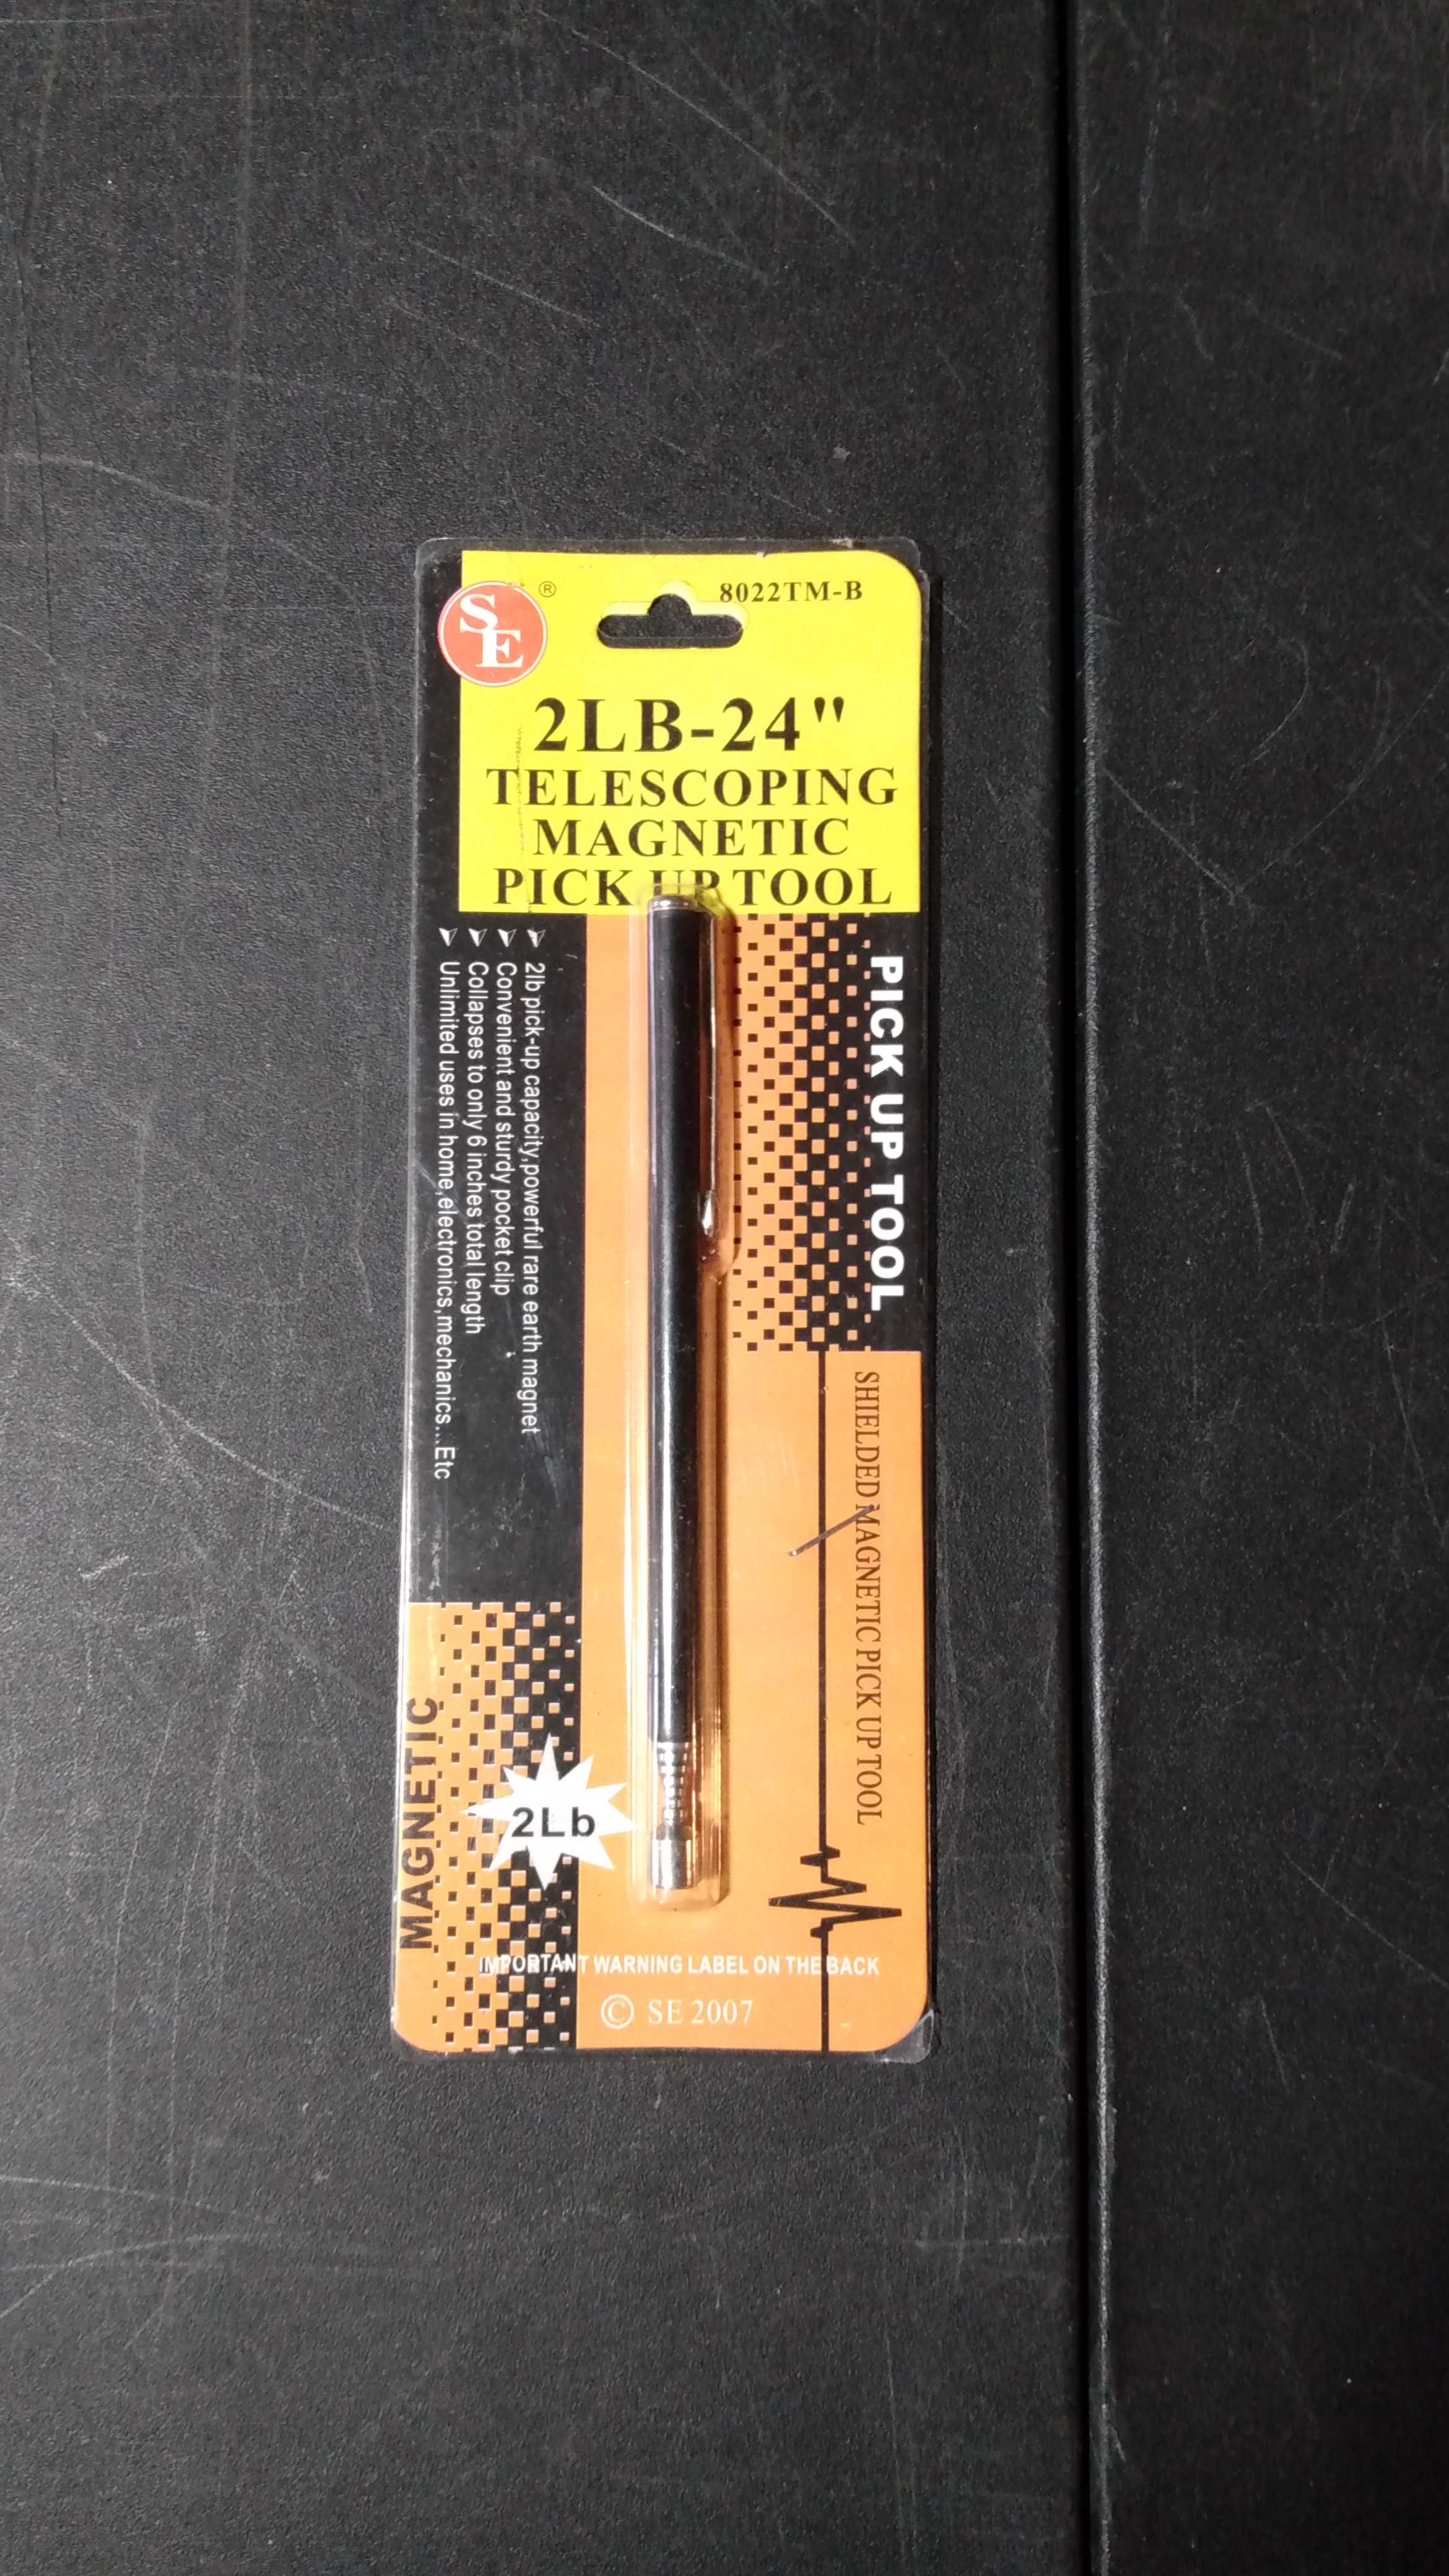 SE ®
8022TM-B
2LB-24"
TELESCOPING
MAGNETIC
PICK UP TOOL
2lb pick-up capacity,powerful rare earth magnet
Convenient and sturdy pocket clip
Collapses to only 6 inches total length
Unlimited uses in home,electronics,mechanics...Etc
PICK UP TOOL
SHIELDED MAGNETIC PICK UP TOOL
MAGNETIC
2Lb
IMPORTANT WARNING LABEL ON THE BACK
© SE 2007